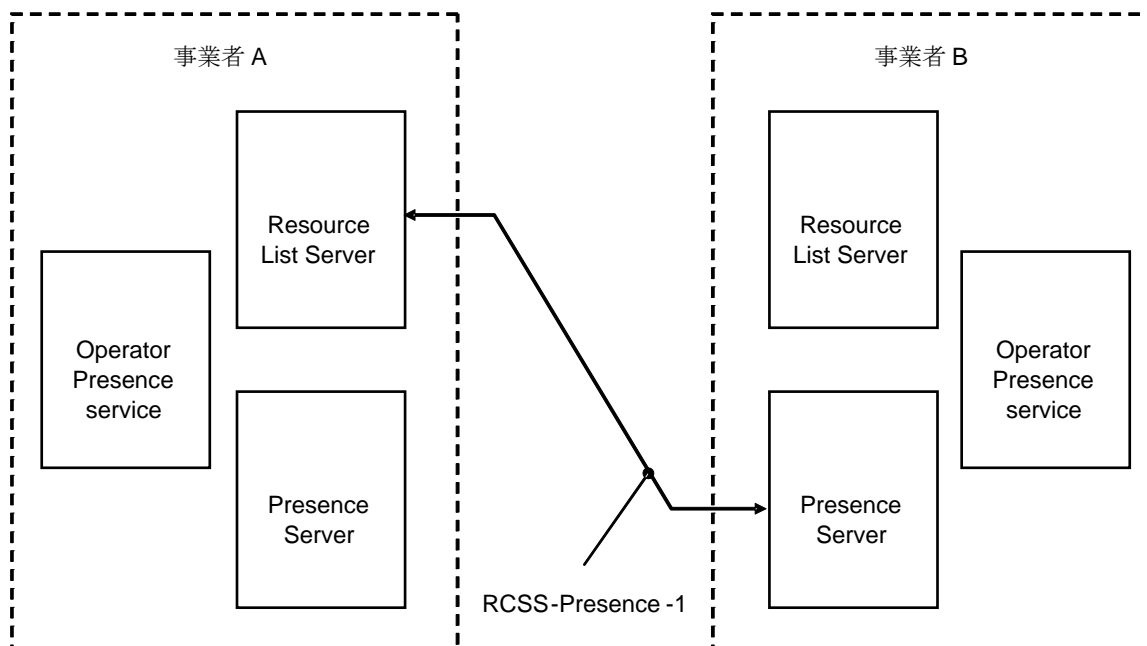 事業者 A
Resource
List Server
Operator
Presence
service
Presence
Server
事業者 B
Resource
List Server
Operator
Presence
service
Presence
Server
RCSS-Presence -1